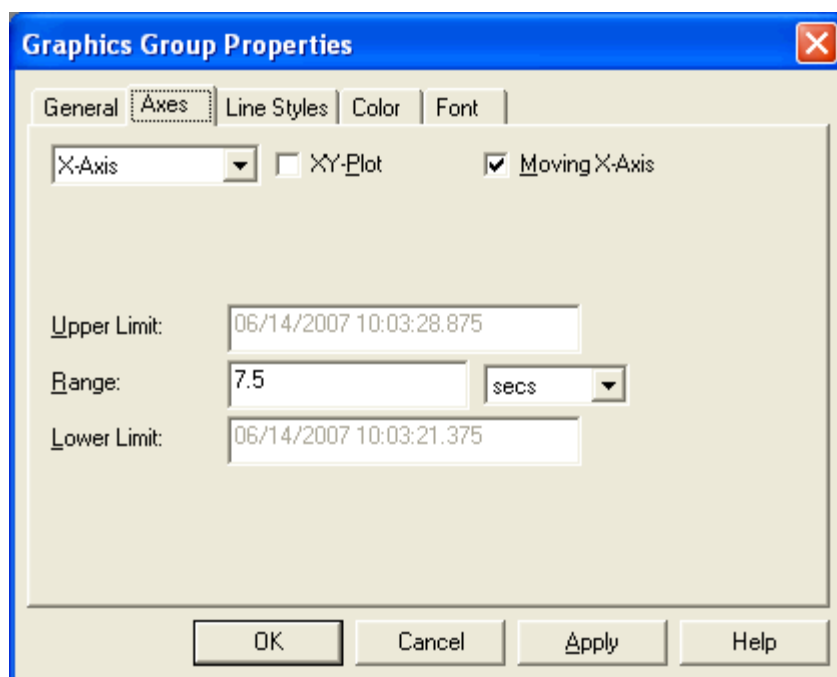 Graphics Group Properties
General Axes Line Styles Color Font
X-Axis XY-Plot Moving X-Axis
Upper Limit: 06/14/2007 10:03:28.875
Range: 7.5 secs
Lower Limit: 06/14/2007 10:03:21.375
OK Cancel Apply Help